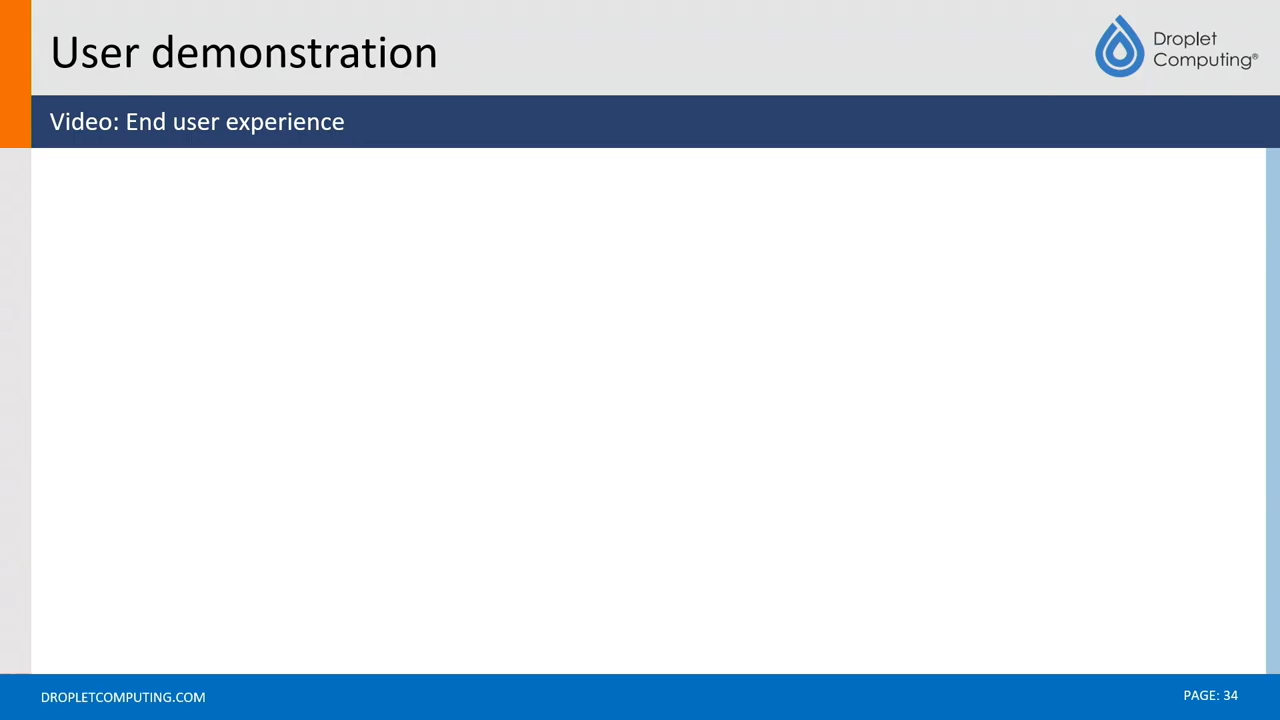 User demonstration
Droplet
Computing®
Video: End user experience
DROPLETCOMPUTING.COM
PAGE: 34